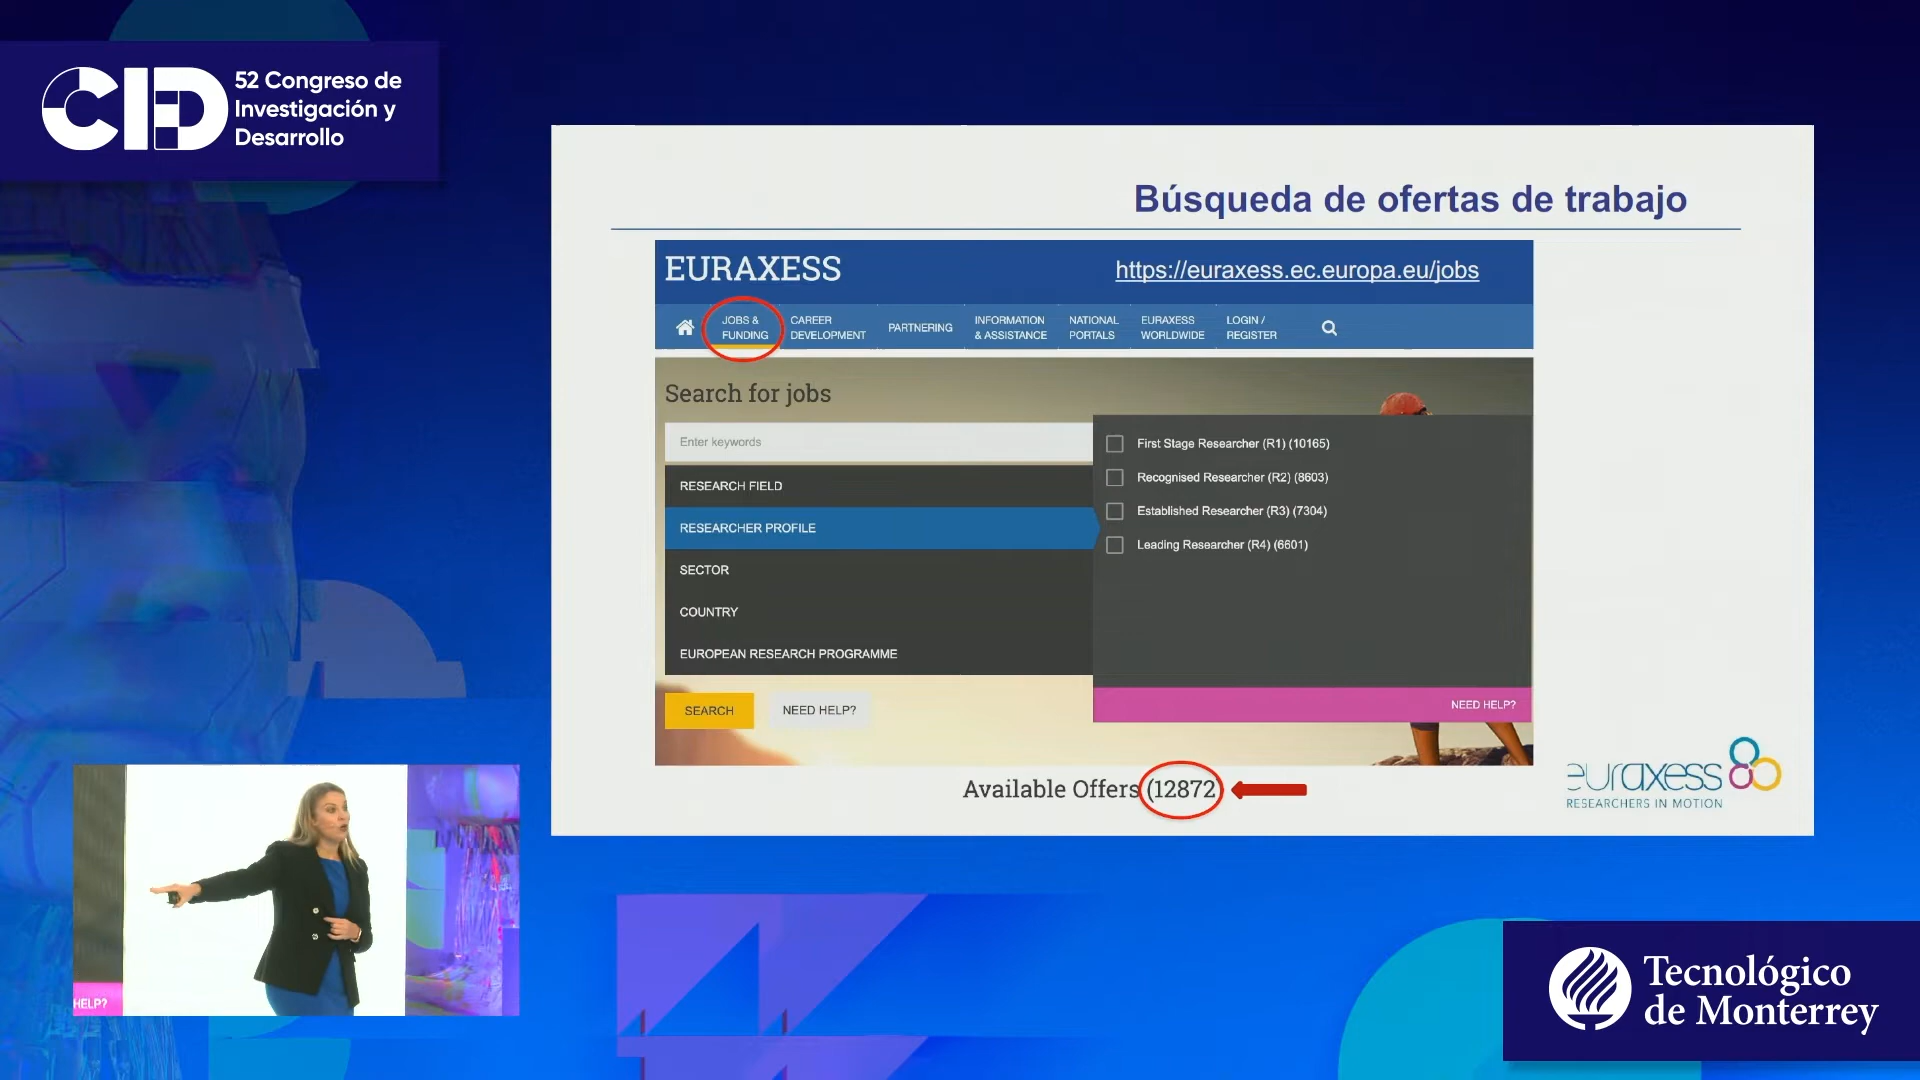 CID
52 Congreso de
Investigación y
Desarrollo
Búsqueda de ofertas de trabajo
EURAXESS
https://euraxess.ec.europa.eu/jobs
JOBS &
FUNDING
CAREER
DEVELOPMENT
PARTNERING
INFORMATION
& ASSISTANCE
NATIONAL
PORTALS
EURAXESS
WORLDWIDE
LOGIN /
REGISTER
Search for jobs
Enter keywords
RESEARCH FIELD
RESEARCHER PROFILE
SECTOR
COUNTRY
EUROPEAN RESEARCH PROGRAMME
First Stage Researcher (R1) (10165)
Recognised Researcher (R2) (8603)
Established Researcher (R3) (7304)
Leading Researcher (R4) (6601)
SEARCH
NEED HELP?
NEED HELP?
Available Offers (12872
euraxess
RESEARCHERS IN MOTION
HELP?
Tecnológico
de Monterrey